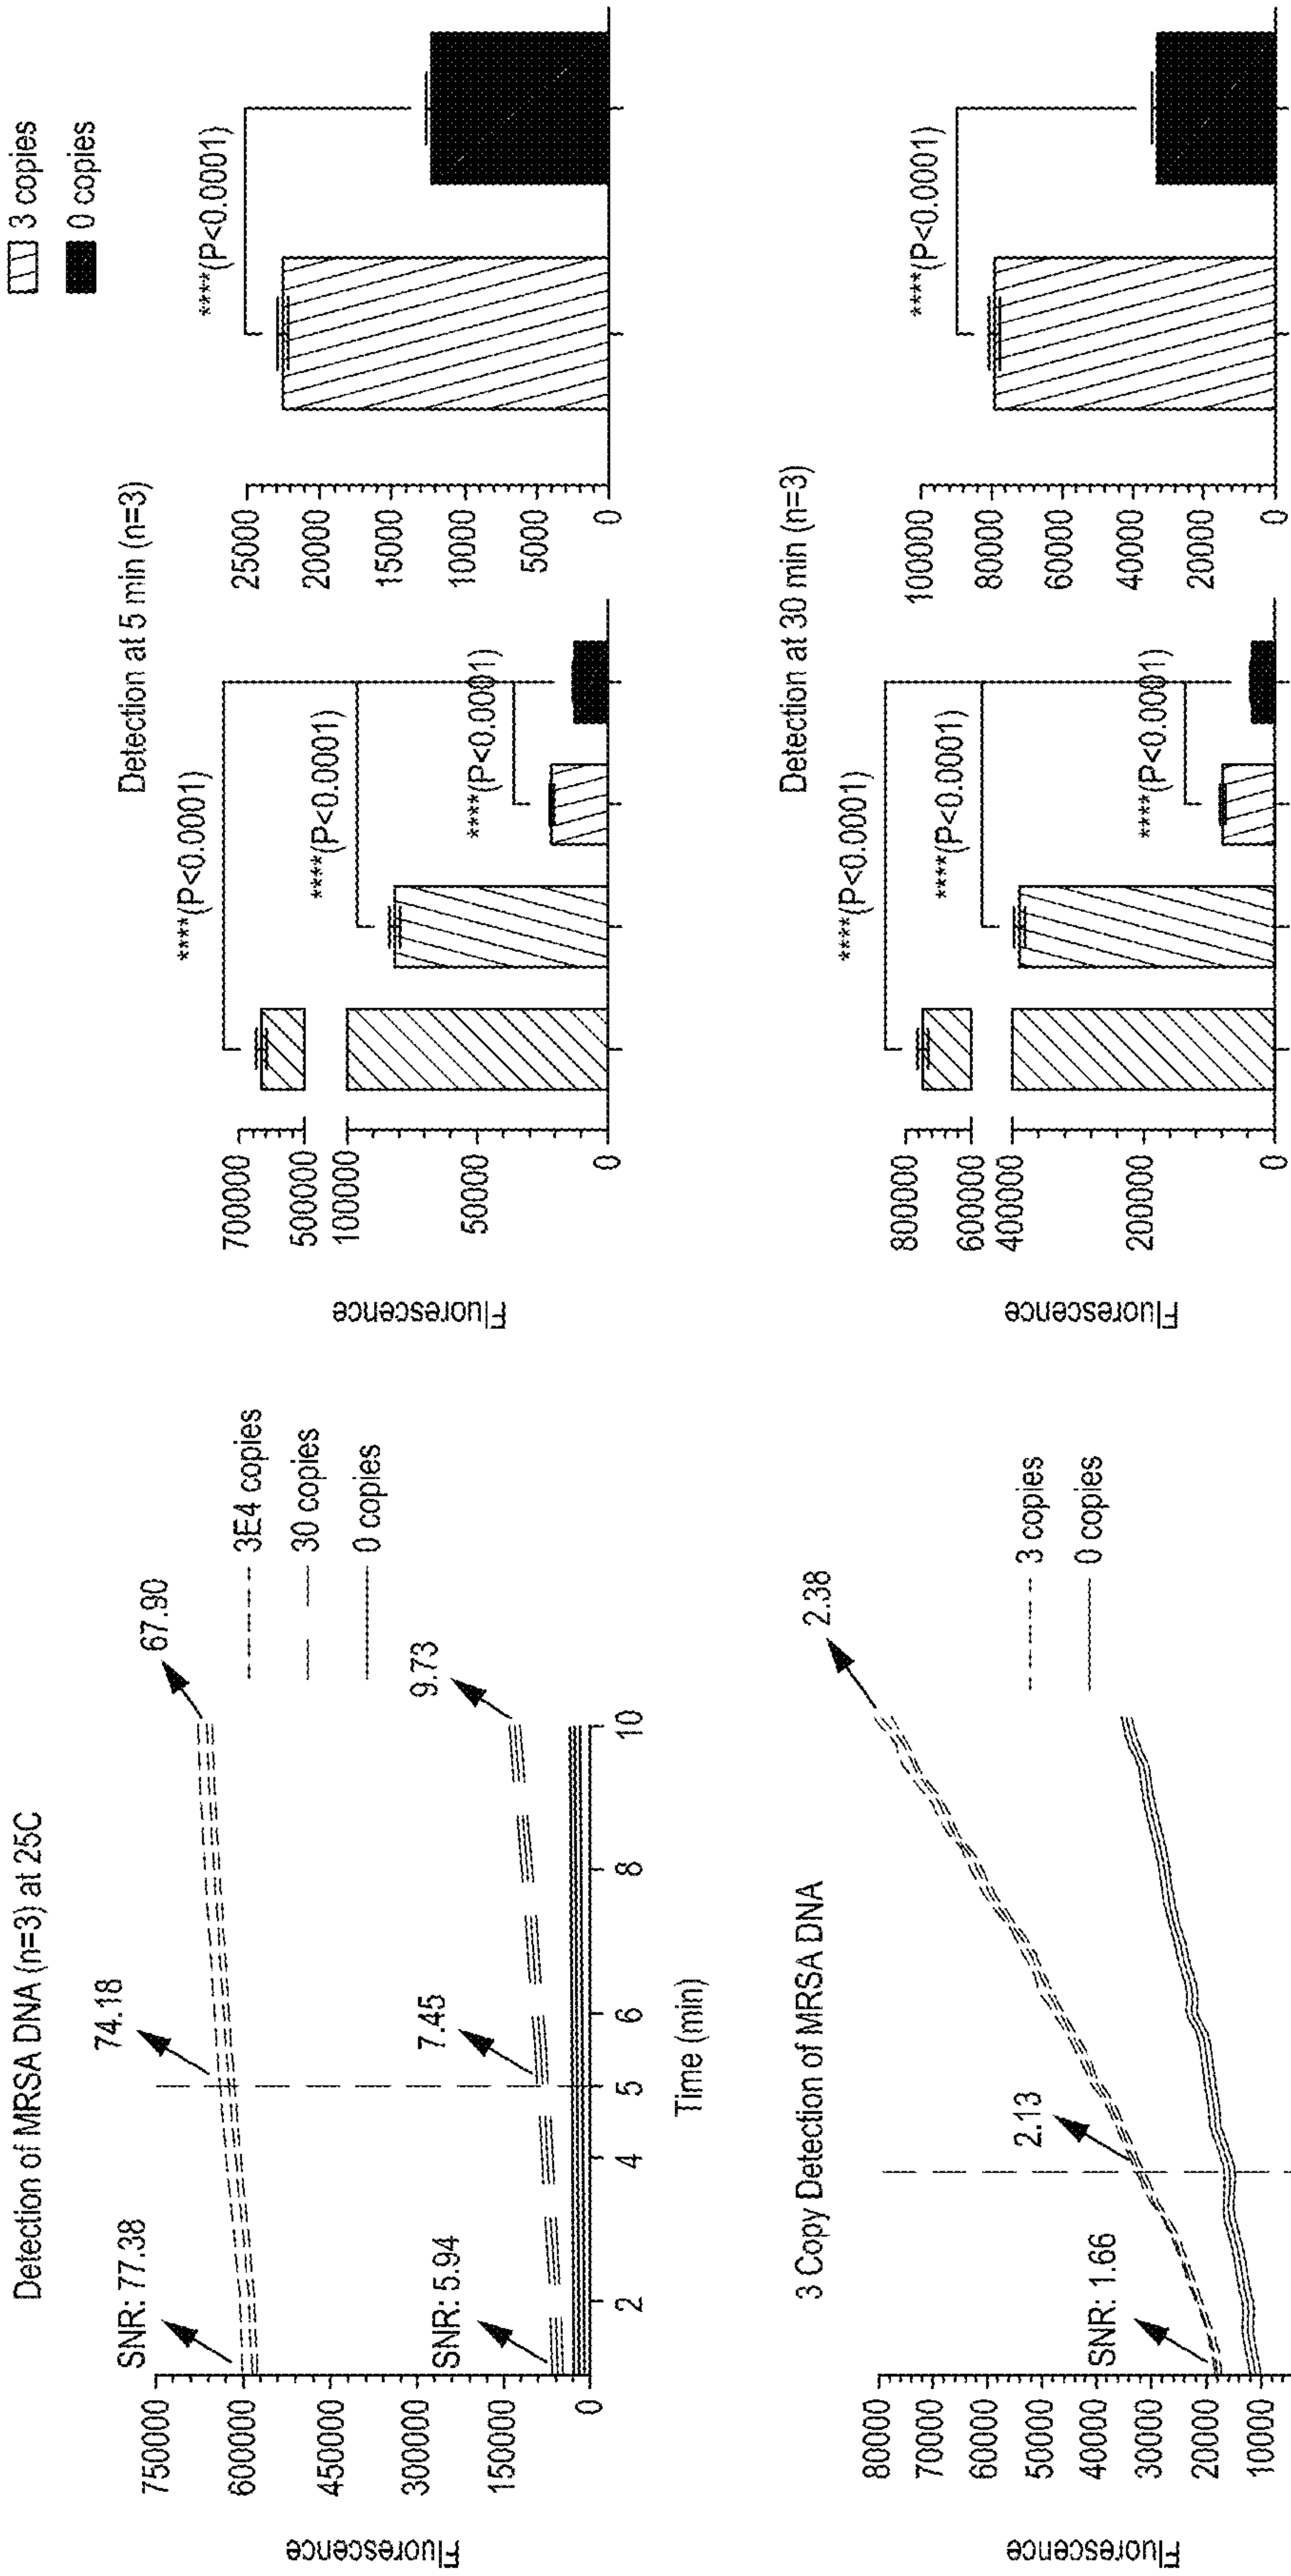 Detection of MRSA DNA (n=3) at 25C
Fluorescence
750000
600000
450000
300000
150000
0
SNR: 77.38
74.18
67.90
SNR: 5.94
7.45
9.73
2
4
5
6
8
10
Time (min)
3E4 copies
30 copies
0 copies
3 copies
0 copies
Detection at 5 min (n=3)
Fluorescence
700000
500000
100000
50000
0
****(P<0.0001)
****(P<0.0001)
****(P<0.0001)
25000
20000
15000
10000
5000
0
****(P<0.0001)
3 Copy Detection of MRSA DNA
Fluorescence
80000
70000
60000
50000
40000
30000
20000
10000
SNR: 1.66
2.13
2.38
3 copies
0 copies
Detection at 30 min (n=3)
Fluorescence
800000
600000
400000
200000
0
****(P<0.0001)
****(P<0.0001)
****(P<0.0001)
100000
80000
60000
40000
20000
0
****(P<0.0001)